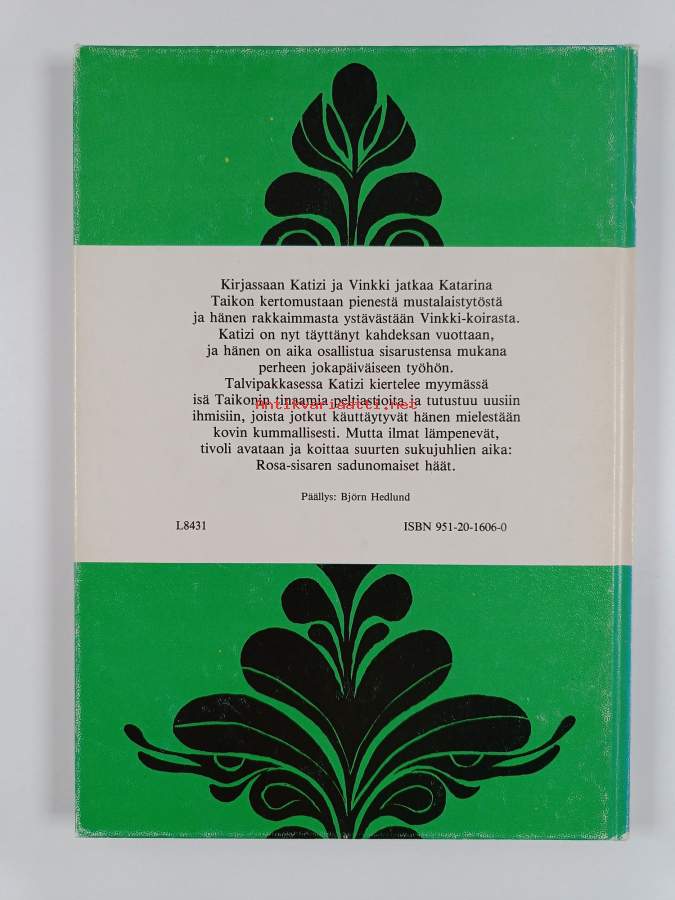 Kirjassaan Katizi ja Vinkki jatkaa Katarina
Taikon kertomustaan pienestä mustalaistytöstä
ja hänen rakkaimmasta ystävästään Vinkki-koirasta.
Katizi on nyt täyttänyt kahdeksan vuottaan,
ja hänen on aika osallistua sisarustensa mukana
perheen jokapäiväiseen työhön.
Talvipakkasessa Katizi kiertelee myymässä
isä Taikonin tinaamia peltiastioita ja tutustuu uusiin
Antikvariaatti.net
ihmisiin, joista jotkut käuttäytyvät hänen mielestään
kovin kummallisesti. Mutta ilmat lämpenevät,
tivoli avataan ja koittaa suurten sukujuhlien aika:
Rosa-sisaren sadunomaiset häät.
Päällys: Björn Hedlund
L8431 ISBN 951-20-1606-0